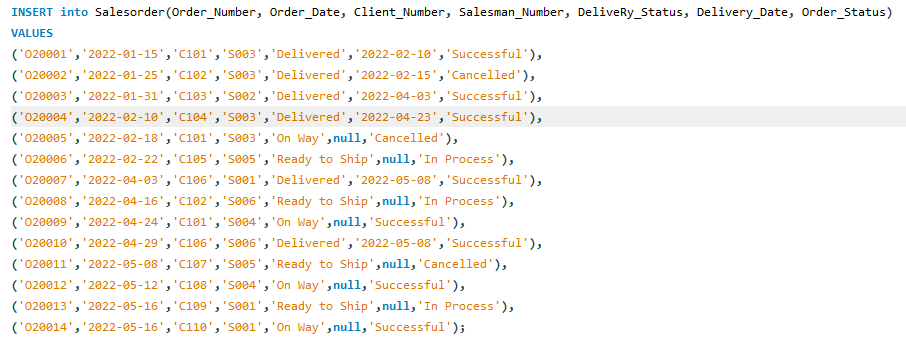 INSERT into Salesorder(Order_Number, Order_Date, Client_Number, Salesman_Number, DeliveRy_Status, Delivery_Date, Order_Status)
VALUES
('O20001','2022-01-15','C101','S003','Delivered','2022-02-10','Successful'),
('O20002','2022-01-25','C102','S003','Delivered','2022-02-15','Cancelled'),
('O20003','2022-01-31','C103','S002','Delivered','2022-04-03','Successful'),
('O20004','2022-02-10','C104','S003','Delivered','2022-04-23','Successful'),
('O20005','2022-02-18','C101','S003','On Way',null,'Cancelled'),
('O20006','2022-02-22','C105','S005','Ready to Ship',null,'In Process'),
('O20007','2022-04-03','C106','S001','Delivered','2022-05-08','Successful'),
('O20008','2022-04-16','C102','S006','Ready to Ship',null,'In Process'),
('O20009','2022-04-24','C101','S004','On Way',null,'Successful'),
('O20010','2022-04-29','C106','S006','Delivered','2022-05-08','Successful'),
('O20011','2022-05-08','C107','S005','Ready to Ship',null,'Cancelled'),
('O20012','2022-05-12','C108','S004','On Way',null,'Successful'),
('O20013','2022-05-16','C109','S001','Ready to Ship',null,'In Process'),
('O20014','2022-05-16','C110','S001','On Way',null,'Successful');